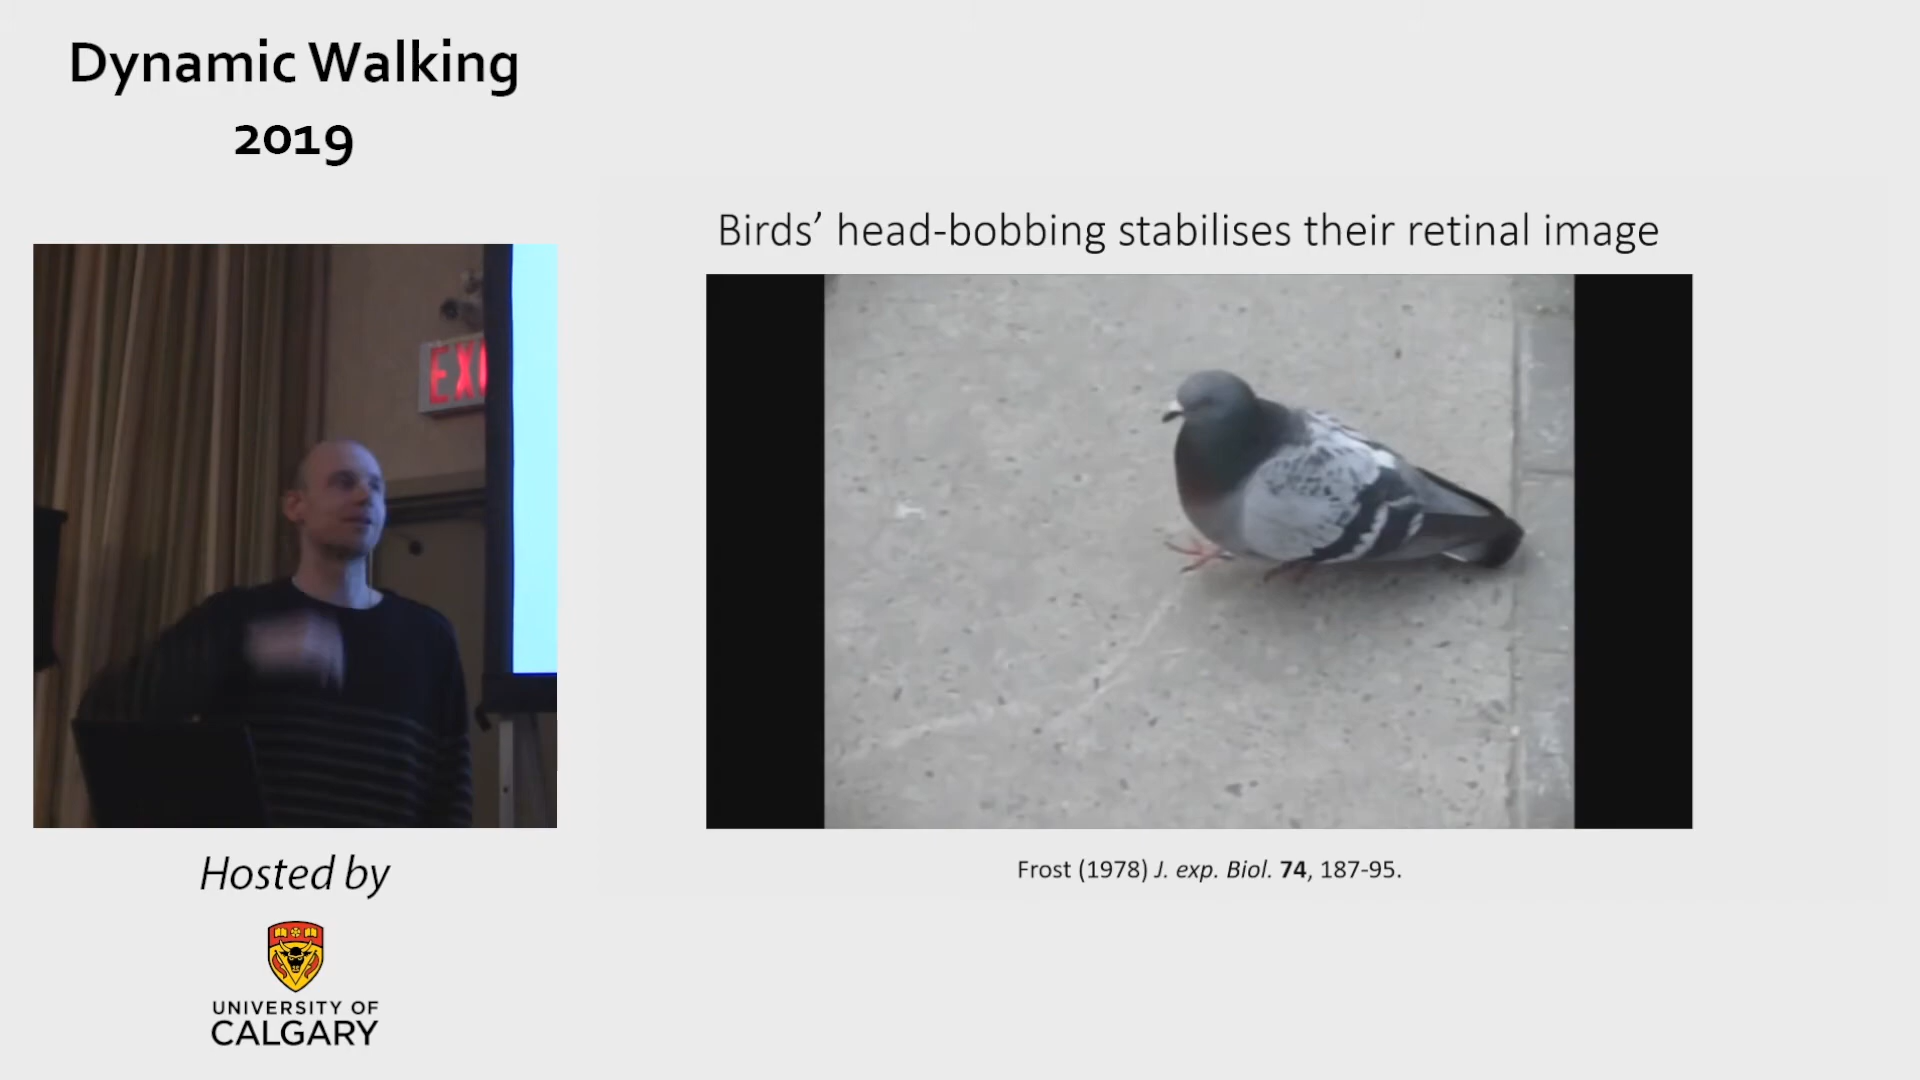 Dynamic Walking
2019
Birds’ head-bobbing stabilises their retinal image
Frost (1978) J. exp. Biol. 74, 187-95.
Hosted by
UNIVERSITY OF
CALGARY